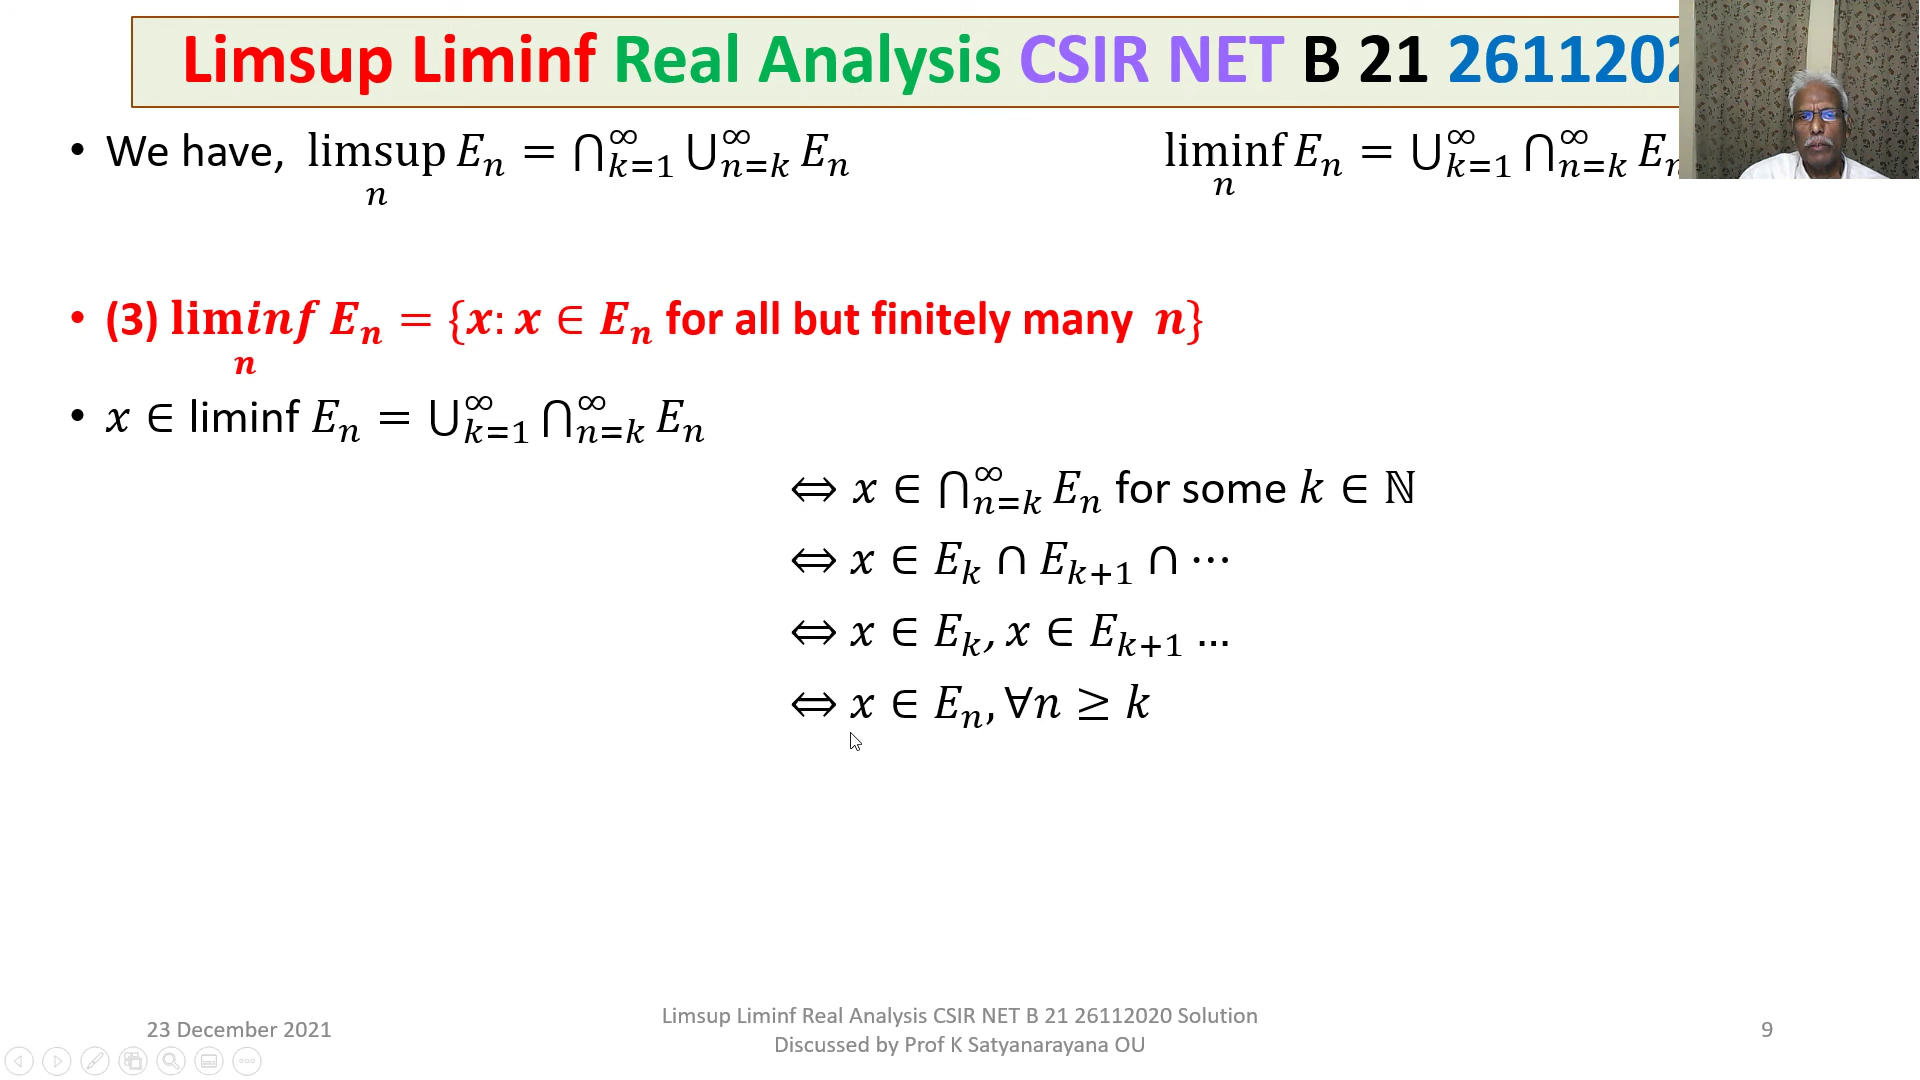 Limsup Liminf Real Analysis CSIR NET B 21 2611202
• We have, limsup_n E_n = ⋂_{k=1}^∞ ⋃_{n=k}^∞ E_n    liminf_n E_n = ⋃_{k=1}^∞ ⋂_{n=k}^∞ E_n
• (3) liminf_n E_n = {x: x ∈ E_n for all but finitely many n}
• x ∈ liminf E_n = ⋃_{k=1}^∞ ⋂_{n=k}^∞ E_n
⇔ x ∈ ⋂_{n=k}^∞ E_n for some k ∈ ℕ
⇔ x ∈ E_k ∩ E_{k+1} ∩ ⋯
⇔ x ∈ E_k, x ∈ E_{k+1} …
⇔ x ∈ E_n, ∀n ≥ k
23 December 2021
Limsup Liminf Real Analysis CSIR NET B 21 26112020 Solution
Discussed by Prof K Satyanarayana OU
9